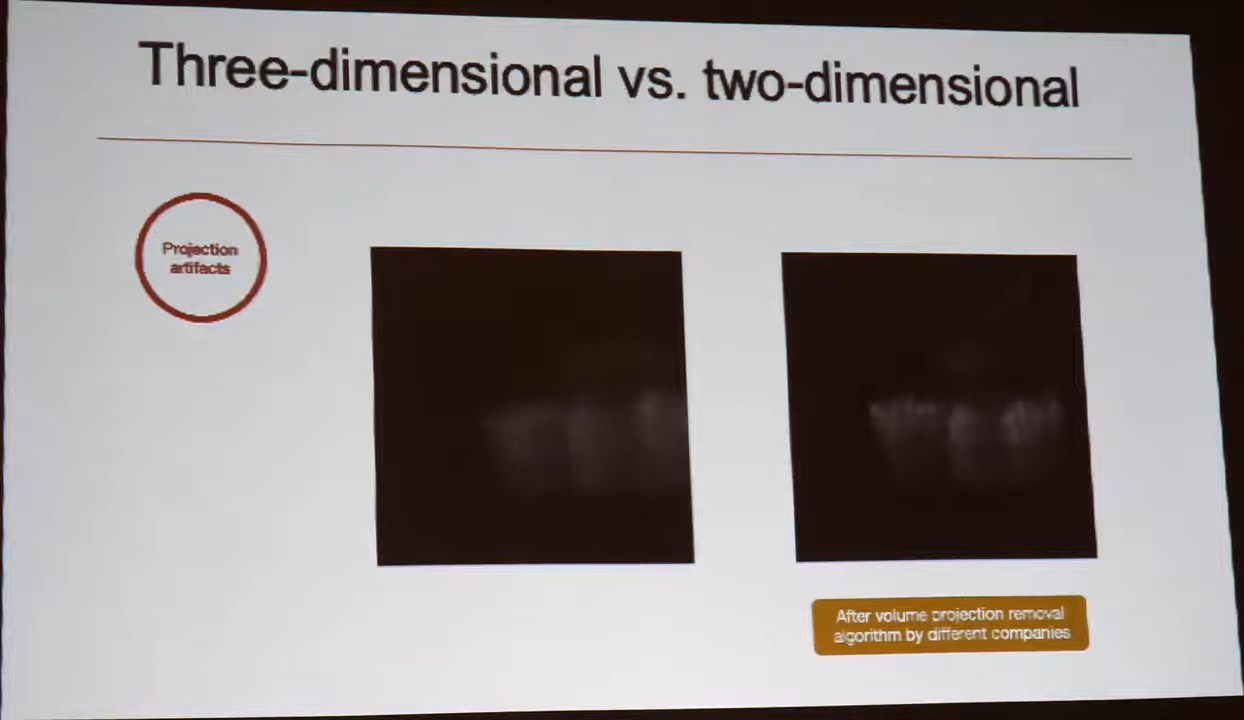 Three-dimensional vs. two-dimensional
Projection
artifacts
After volume projection removal
algorithm by different companies